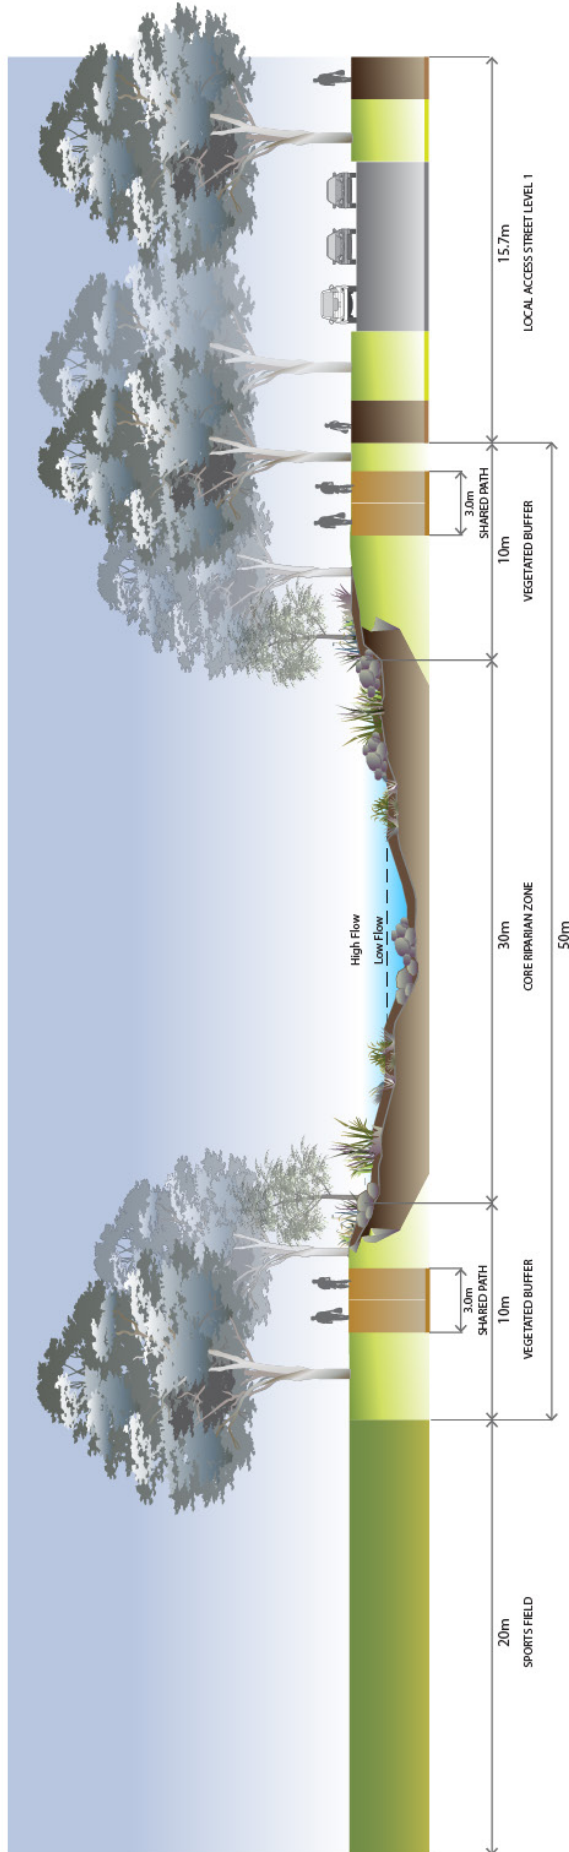 High Flow
Low Flow
3.0m
SHARED PATH
3.0m
SHARED PATH
20m
SPORTS FIELD
10m
VEGETATED BUFFER
30m
CORE RIPARIAN ZONE
10m
VEGETATED BUFFER
15.7m
LOCAL ACCESS STREET LEVEL 1
50m